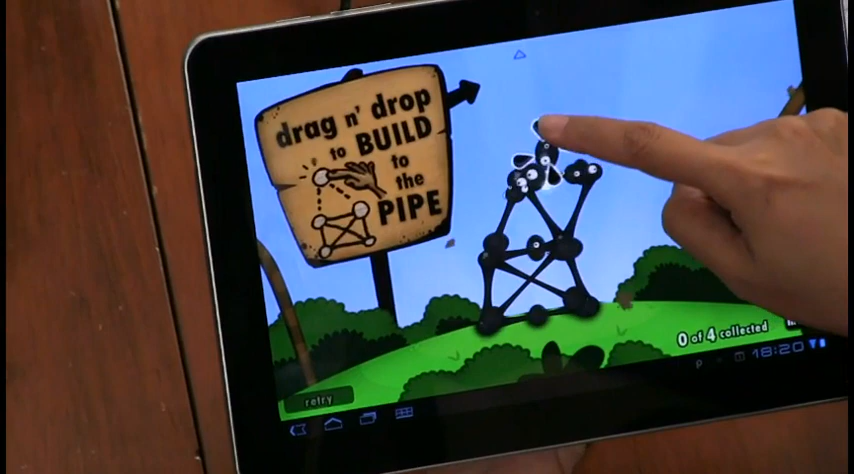 drag n' drop
to BUILD
to
the
PIPE
0 of 4 collected
retry
18:20